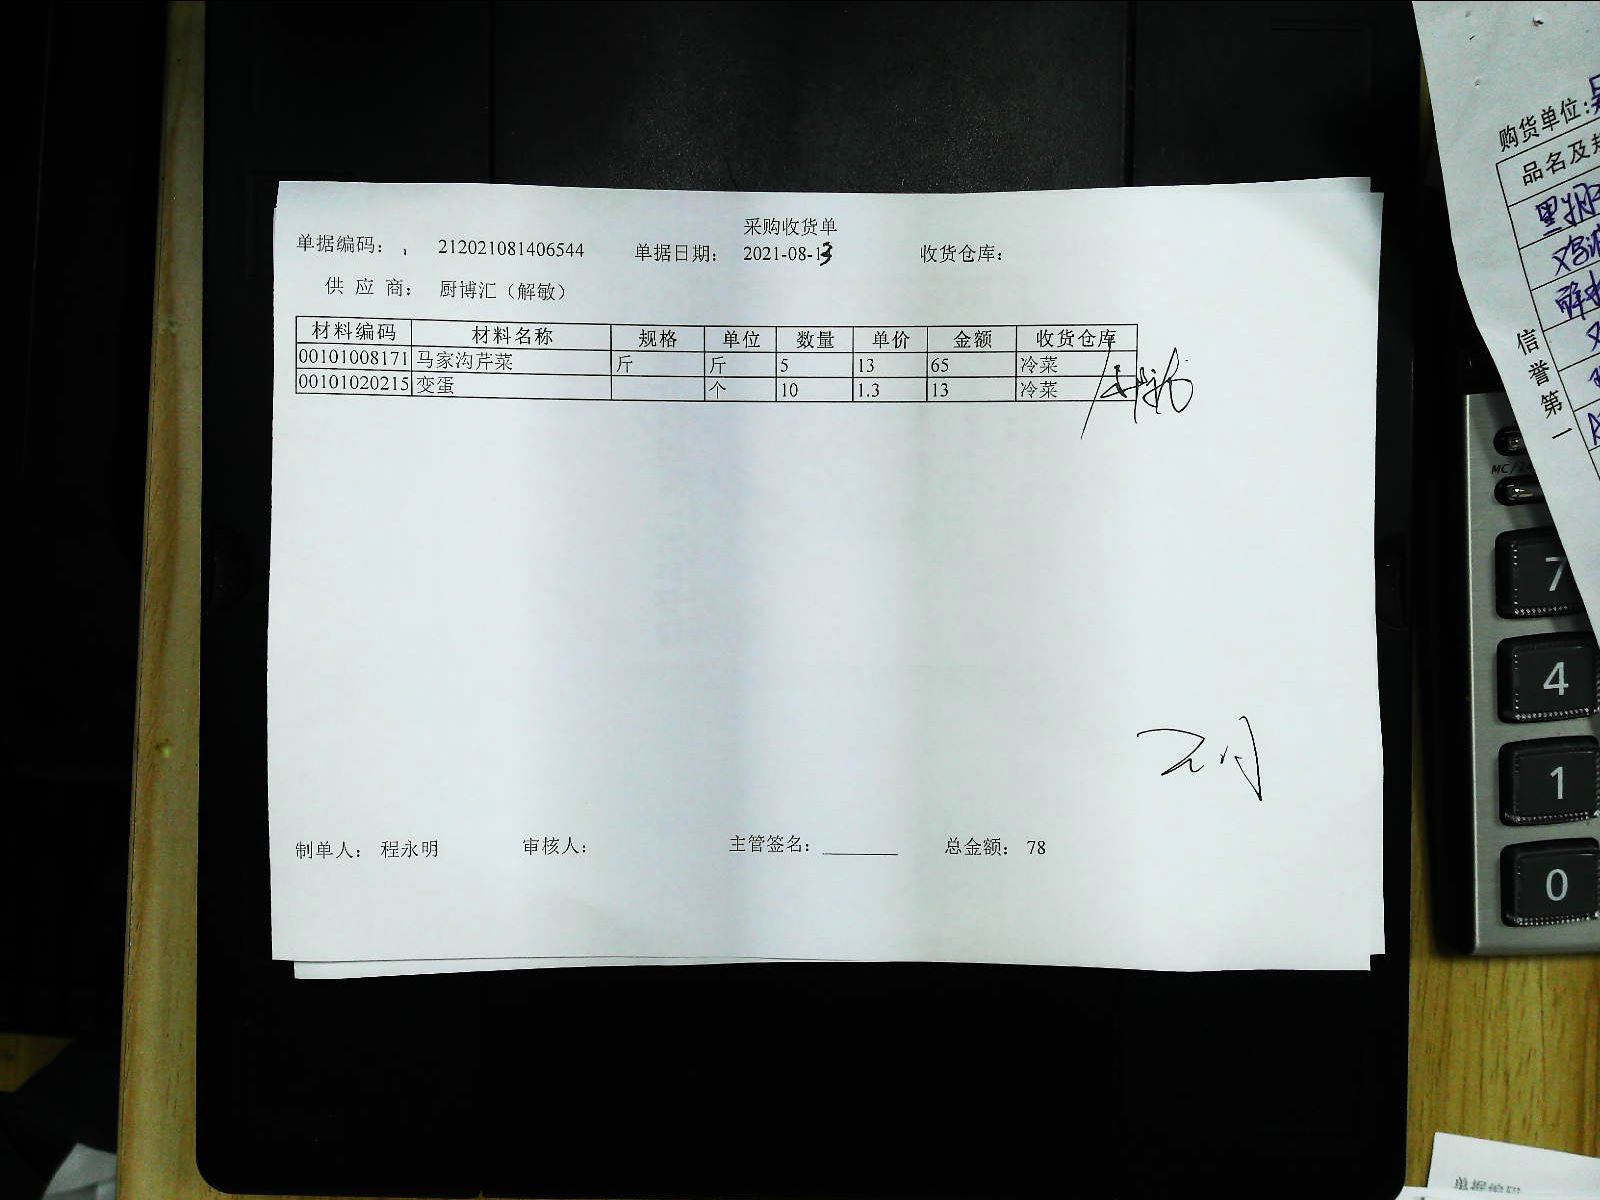 采购收货单
单据编码： 212021081406544 单据日期： 2021-08-13 收货仓库：
供 应 商： 厨博汇（解敏）
材料编码 材料名称 规格 单位 数量 单价 金额 收货仓库
00101008171 马家沟芹菜 斤 斤 5 13 65 冷菜
00101020215 变蛋 个 10 1.3 13 冷菜
制单人： 程永明 审核人： 主管签名： 总金额： 78
购货单位：
品名及
信誉第一
MC/
7
4
1
0
单据编码